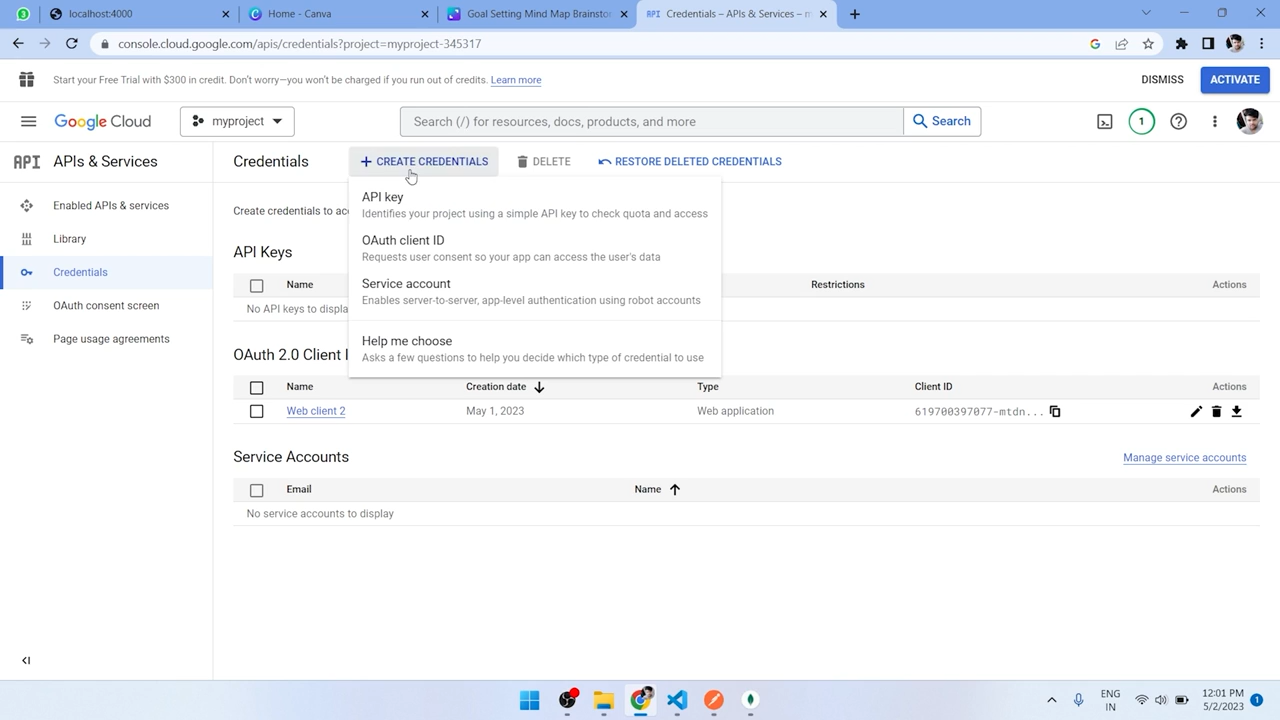 3
localhost:4000
Home - Canva
Goal Setting Mind Map Brainstor
API Credentials – APIs & Services – m
console.cloud.google.com/apis/credentials?project=myproject-345317
Start your Free Trial with $300 in credit. Don't worry—you won't be charged if you run out of credits. Learn more
DISMISS
ACTIVATE
Google Cloud
myproject
Search (/) for resources, docs, products, and more
Search
1
API APIs & Services
Credentials
CREATE CREDENTIALS
DELETE
RESTORE DELETED CREDENTIALS
Enabled APIs & services
Library
Credentials
OAuth consent screen
Page usage agreements
Create credentials to acc
API key
Identifies your project using a simple API key to check quota and access
OAuth client ID
Requests user consent so your app can access the user's data
Service account
Enables server-to-server, app-level authentication using robot accounts
Help me choose
Asks a few questions to help you decide which type of credential to use
API Keys
Name
Restrictions
Actions
No API keys to displa
OAuth 2.0 Client I
Name
Creation date
Type
Client ID
Actions
Web client 2
May 1, 2023
Web application
619700397077-mtdn...
Service Accounts
Manage service accounts
Email
Name
Actions
No service accounts to display
ENG
IN
12:01 PM
5/2/2023
1